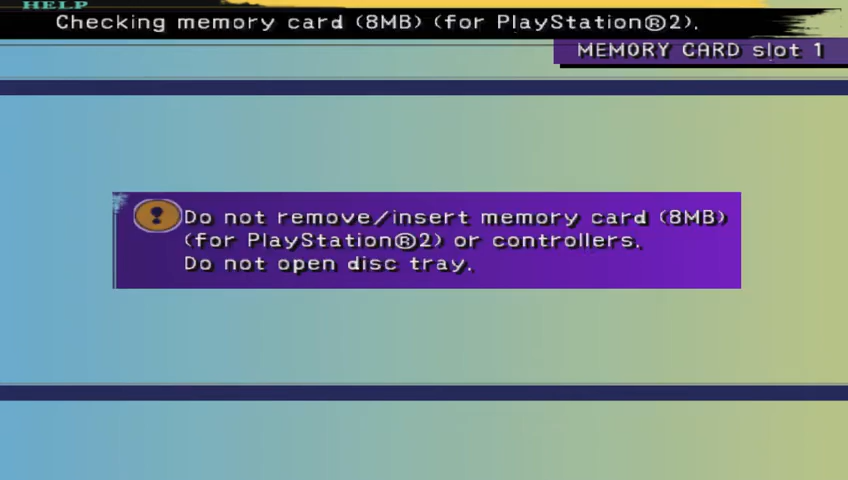 HELP
Checking memory card (8MB) (for PlayStation®2).
MEMORY CARD slot 1
Do not remove/insert memory card (8MB)
(for PlayStation®2) or controllers.
Do not open disc tray.